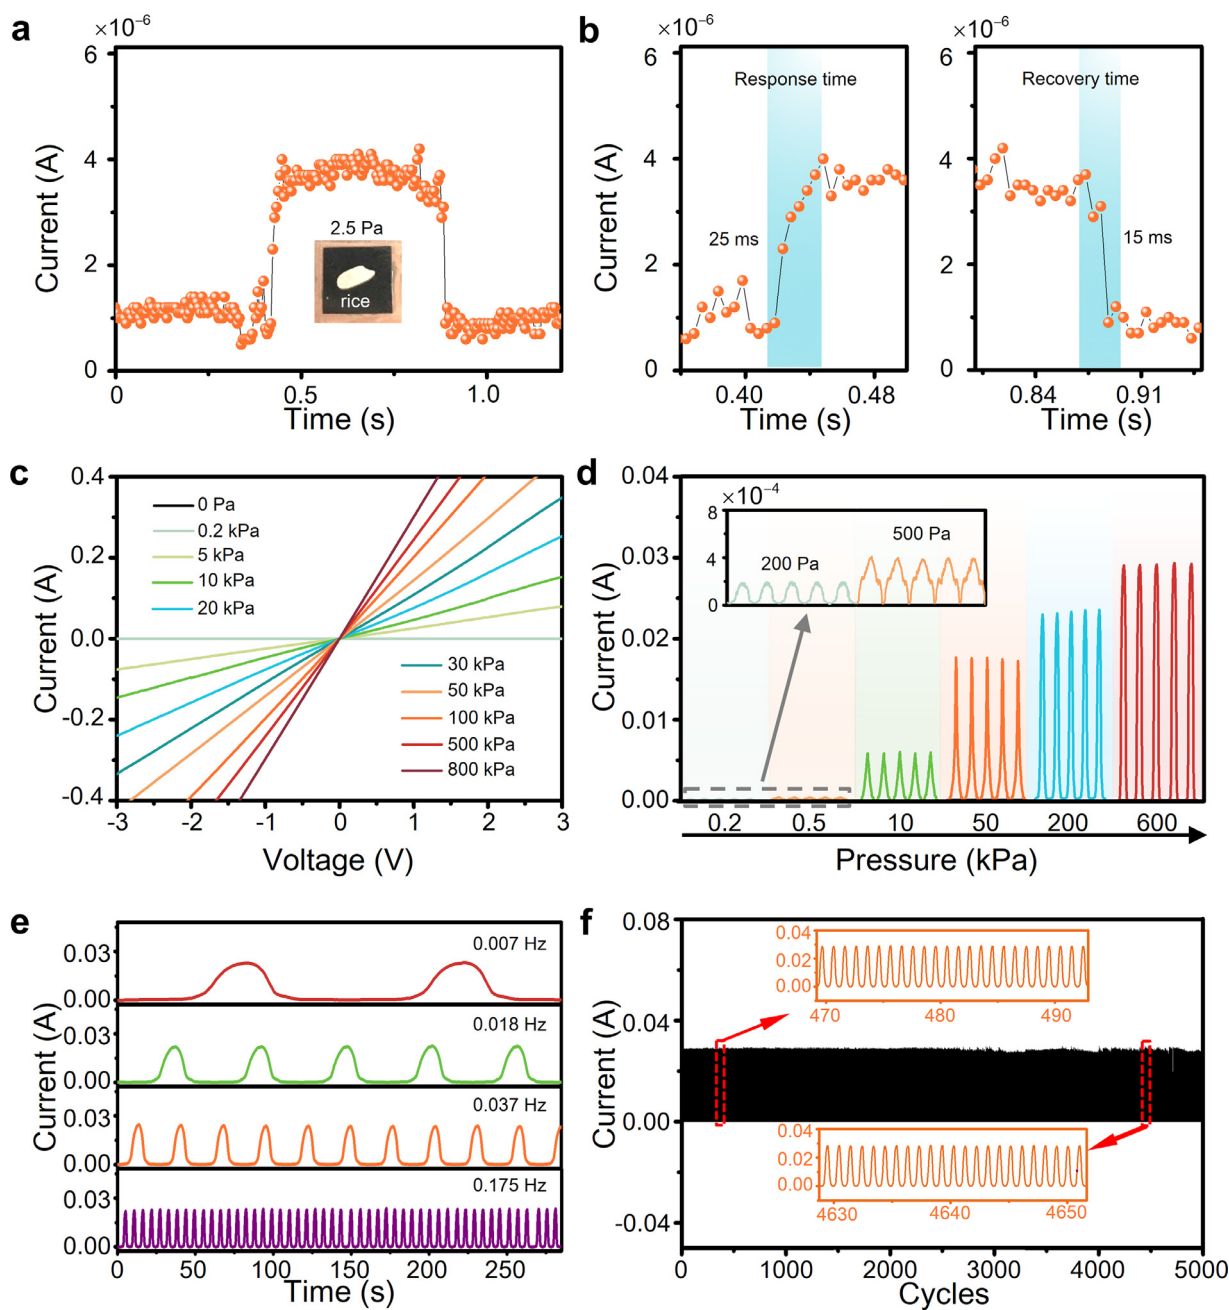 a
×10⁻⁶
6
4
2
0
Current (A)
2.5 Pa
rice
0
0.5
1.0
Time (s)
b
×10⁻⁶
6
4
2
0
Current (A)
Response time
25 ms
0.40
0.48
Time (s)
×10⁻⁶
6
4
2
0
Recovery time
15 ms
0.84
0.91
Time (s)
c
0.4
0.2
0.0
-0.2
-0.4
Current (A)
0 Pa
0.2 kPa
5 kPa
10 kPa
20 kPa
30 kPa
50 kPa
100 kPa
500 kPa
800 kPa
-3
-2
-1
0
1
2
3
Voltage (V)
d
0.04
0.03
0.02
0.01
0.00
Current (A)
×10⁻⁴
8
4
0
200 Pa
500 Pa
0.2
0.5
10
50
200
600
Pressure (kPa)
e
Current (A)
0.03
0.00
0.007 Hz
0.03
0.00
0.018 Hz
0.03
0.00
0.037 Hz
0.03
0.00
0.175 Hz
0
50
100
150
200
250
Time (s)
f
0.08
0.04
0.00
-0.04
Current (A)
0.04
0.02
0.00
470
480
490
0.04
0.02
0.00
4630
4640
4650
0
1000
2000
3000
4000
5000
Cycles